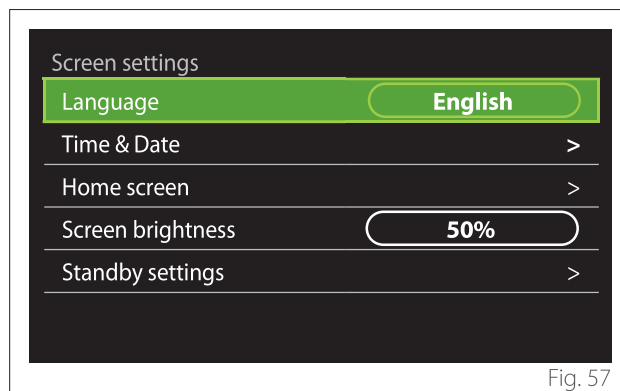 Screen settings
Language English
Time & Date >
Home screen >
Screen brightness 50%
Standby settings >
Fig. 57